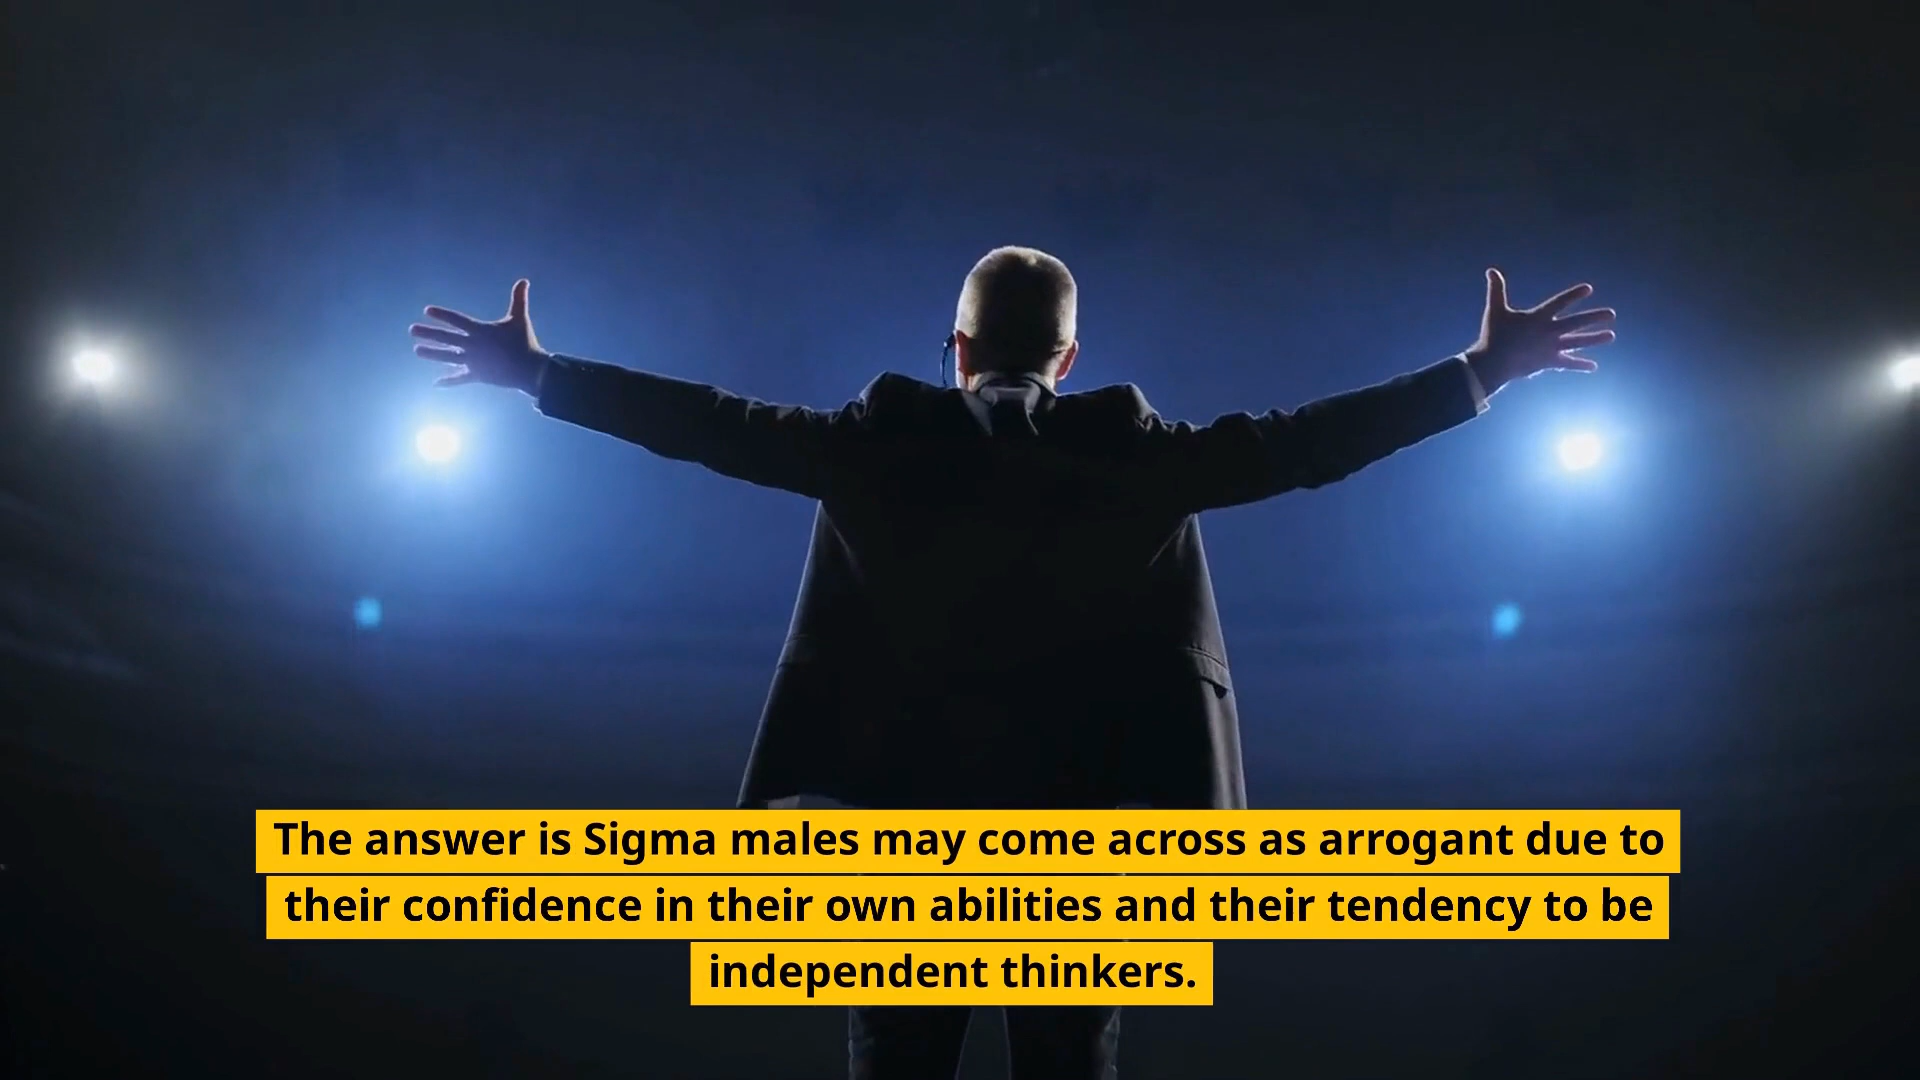 The answer is Sigma males may come across as arrogant due to
their confidence in their own abilities and their tendency to be
independent thinkers.